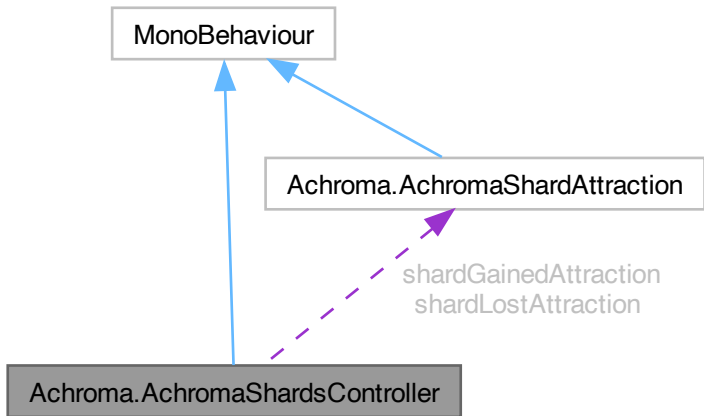 MonoBehaviour
Achroma.AchromaShardAttraction
shardGainedAttraction
shardLostAttraction
Achroma.AchromaShardsController